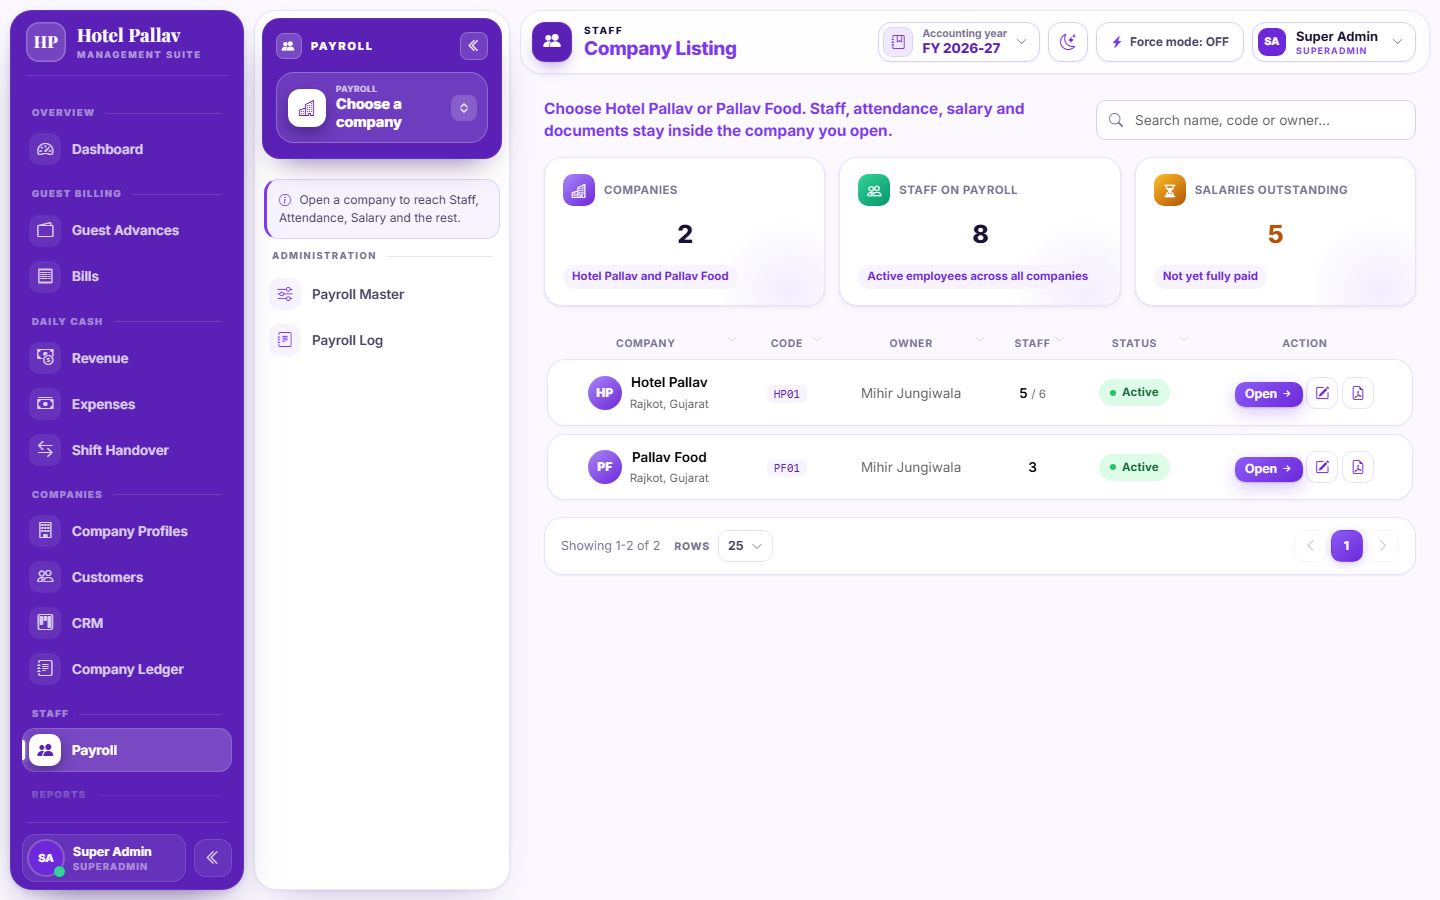 HP
Hotel Pallav
MANAGEMENT SUITE
OVERVIEW
Dashboard
GUEST BILLING
Guest Advances
Bills
DAILY CASH
Revenue
Expenses
Shift Handover
COMPANIES
Company Profiles
Customers
CRM
Company Ledger
STAFF
Payroll
REPORTS
SA
Super Admin
SUPERADMIN
PAYROLL
PAYROLL
Choose a
company
Open a company to reach Staff,
Attendance, Salary and the rest.
ADMINISTRATION
Payroll Master
Payroll Log
STAFF
Company Listing
Accounting year
FY 2026-27
Force mode: OFF
SA
Super Admin
SUPERADMIN
Choose Hotel Pallav or Pallav Food. Staff, attendance, salary and
documents stay inside the company you open.
Search name, code or owner...
COMPANIES
2
Hotel Pallav and Pallav Food
STAFF ON PAYROLL
8
Active employees across all companies
SALARIES OUTSTANDING
5
Not yet fully paid
COMPANY CODE OWNER STAFF STATUS ACTION
HP Hotel Pallav HP01 Mihir Jungiwala 5 / 6 Active Open →
Rajkot, Gujarat
PF Pallav Food PF01 Mihir Jungiwala 3 Active Open →
Rajkot, Gujarat
Showing 1-2 of 2 ROWS 25 1